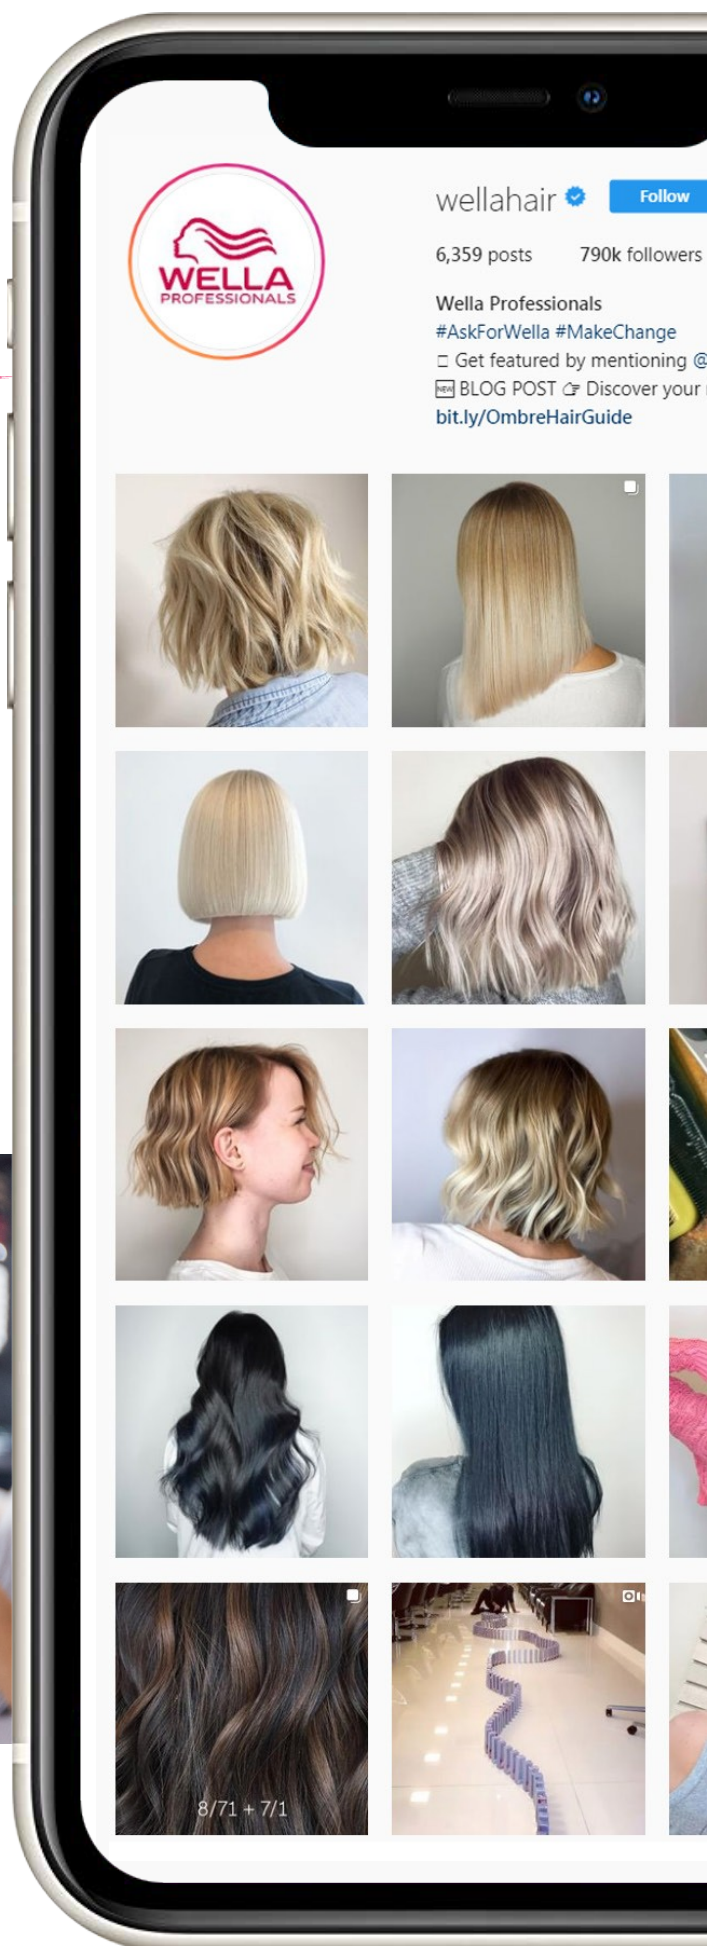 WELLA
PROFESSIONALS
wellahair Follow
6,359 posts 790k followers
Wella Professionals
#AskForWella #MakeChange
Get featured by mentioning @
NEW BLOG POST Discover your
bit.ly/OmbreHairGuide
8/71 + 7/1